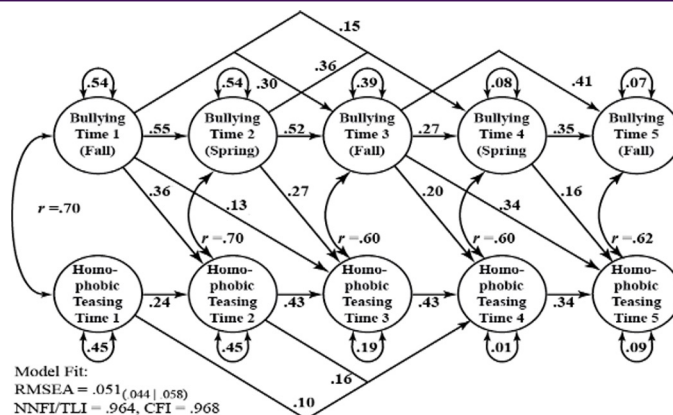 .15
.36
.54
.54
.30
.39
.08
.41
.07
Bullying
Time 1
(Fall)
.55
Bullying
Time 2
(Spring)
.52
Bullying
Time 3
(Fall)
.27
Bullying
Time 4
(Spring
.35
Bullying
Time 5
(Fall)
.36
.13
.27
.20
.34
.16
r =.70
r =.70
r =.60
r =.60
r =.62
Homo-
phobic
Teasing
Time 1
.24
Homo-
phobic
Teasing
Time 2
.43
Homo-
phobic
Teasing
Time 3
.43
Homo-
phobic
Teasing
Time 4
.34
Homo-
phobic
Teasing
Time 5
.45
.45
.19
.01
.09
.16
.10
Model Fit:
RMSEA = .051(.044 | .058)
NNFI/TLI = .964, CFI = .968